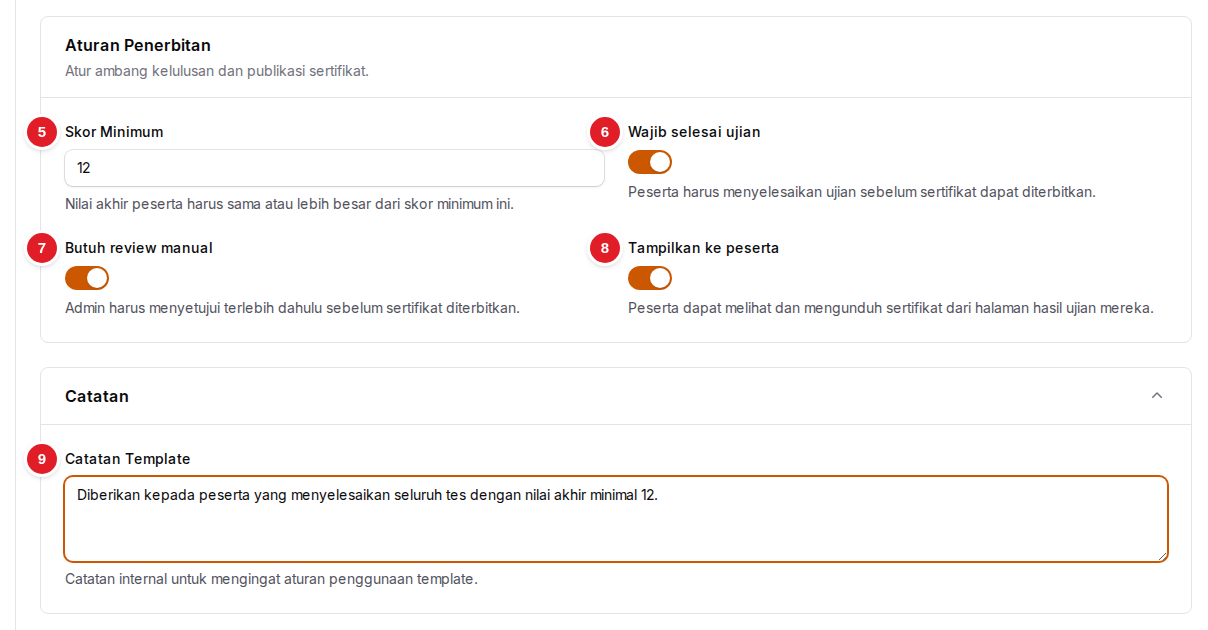 Aturan Penerbitan
Atur ambang kelulusan dan publikasi sertifikat.
5 Skor Minimum
12
Nilai akhir peserta harus sama atau lebih besar dari skor minimum ini.
6 Wajib selesai ujian
Peserta harus menyelesaikan ujian sebelum sertifikat dapat diterbitkan.
7 Butuh review manual
Admin harus menyetujui terlebih dahulu sebelum sertifikat diterbitkan.
8 Tampilkan ke peserta
Peserta dapat melihat dan mengunduh sertifikat dari halaman hasil ujian mereka.
Catatan
9 Catatan Template
Diberikan kepada peserta yang menyelesaikan seluruh tes dengan nilai akhir minimal 12.
Catatan internal untuk mengingat aturan penggunaan template.